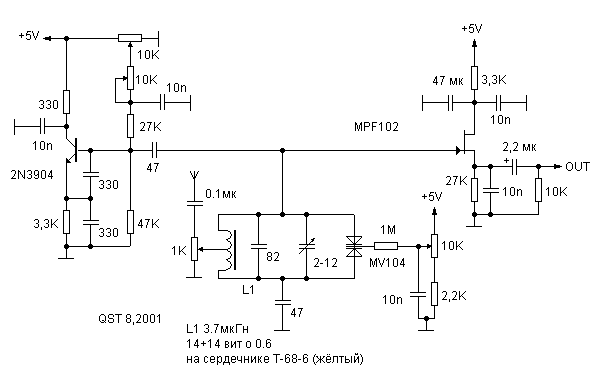 +5V
10K
10K
10n
330
10n
27K
2N3904
47
330
3,3K
330
47K
+5V
47 мк
3,3K
10n
MPF102
2,2 мк
+
OUT
27K
10n
10K
0.1мк
1K
L1
82
2-12
1M
MV104
+5V
10K
10n
2,2K
47
QST 8,2001
L1 3.7мкГн
14+14 вит о 0.6
на сердечнике Т-68-6 (жёлтый)